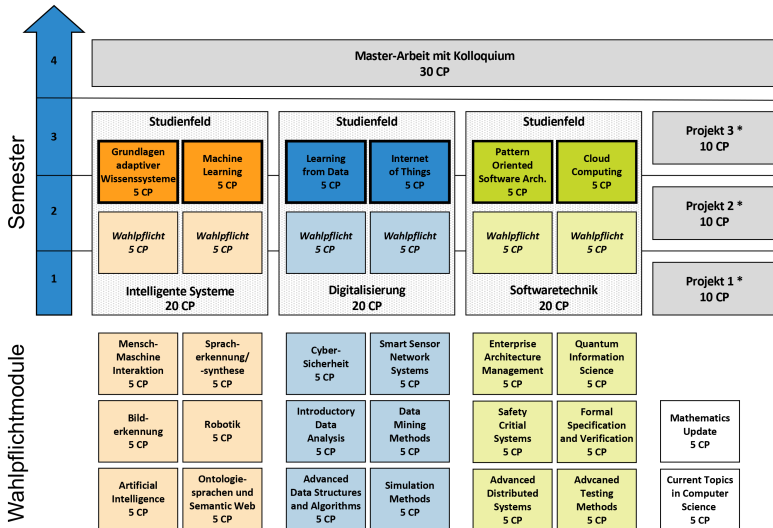 Semester
4
3
2
1
Master-Arbeit mit Kolloquium
30 CP
Studienfeld
Grundlagen
adaptiver
Wissenssysteme
5 CP
Machine
Learning
5 CP
Wahlpflicht
5 CP
Wahlpflicht
5 CP
Intelligente Systeme
20 CP
Studienfeld
Learning
from Data
5 CP
Internet
of Things
5 CP
Wahlpflicht
5 CP
Wahlpflicht
5 CP
Digitalisierung
20 CP
Studienfeld
Pattern
Oriented
Software Arch.
5 CP
Cloud
Computing
5 CP
Wahlpflicht
5 CP
Wahlpflicht
5 CP
Softwaretechnik
20 CP
Projekt 3 *
10 CP
Projekt 2 *
10 CP
Projekt 1 *
10 CP
Wahlpflichtmodule
Mensch-
Maschine
Interaktion
5 CP
Sprach-
erkennung/
-synthese
5 CP
Cyber-
Sicherheit
5 CP
Smart Sensor
Network
Systems
5 CP
Enterprise
Architecture
Management
5 CP
Quantum
Information
Science
5 CP
Bild-
erkennung
5 CP
Robotik
5 CP
Introductory
Data
Analysis
5 CP
Data
Mining
Methods
5 CP
Safety
Critial
Systems
5 CP
Formal
Specification
and Verification
5 CP
Mathematics
Update
5 CP
Artificial
Intelligence
5 CP
Ontologie-
sprachen und
Semantic Web
5 CP
Advanced
Data Structures
and Algorithms
5 CP
Simulation
Methods
5 CP
Advanced
Distributed
Systems
5 CP
Advcaned
Testing
Methods
5 CP
Current Topics
in Computer
Science
5 CP